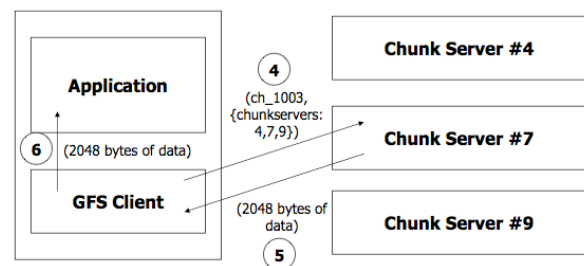 Application
6
(2048 bytes of data)
GFS Client
4
(ch_1003,
{chunkservers:
4,7,9})
(2048 bytes of
data)
5
Chunk Server #4
Chunk Server #7
Chunk Server #9